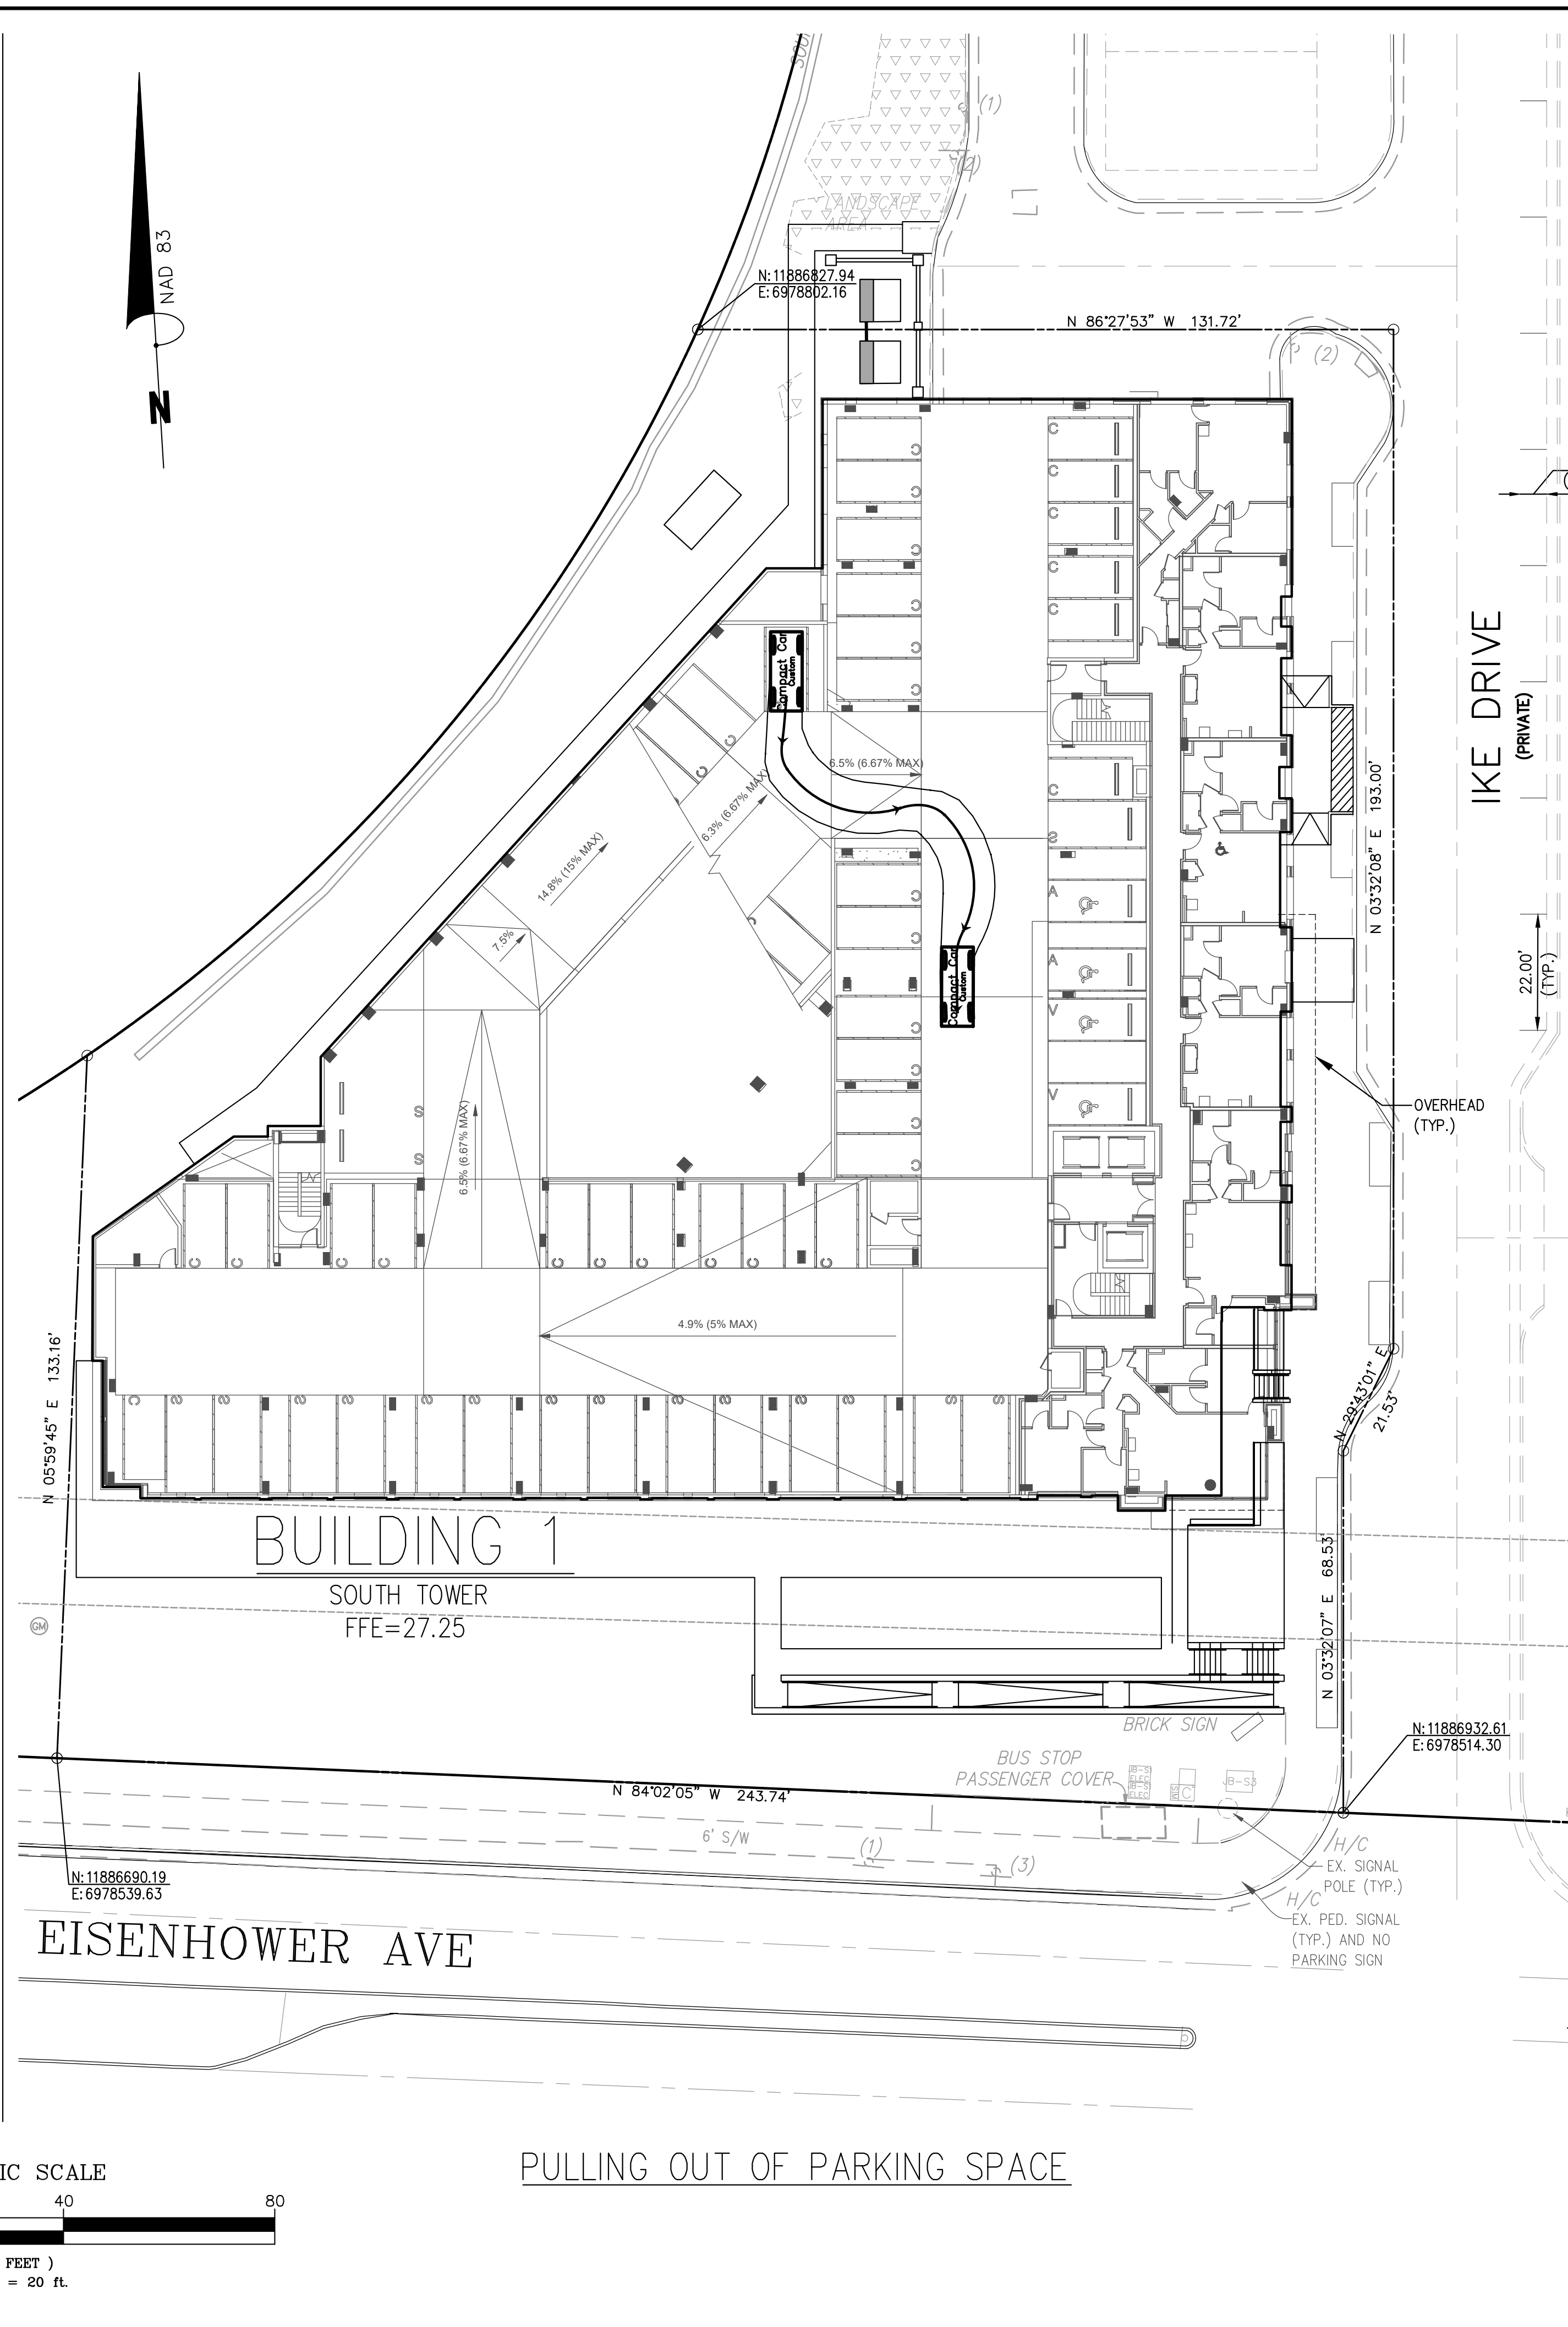 SOU
(1)
(2)
LANDSCAPE
AREA
NAD 83
N
N: 11886827.94
E: 6978802.16
N 86°27'53" W 131.72'
(2)
C
C
C
C
C
C
C
C
C
C
C
C
Compact Car
Custom
C
C
6.5% (6.67% MAX)
6.3% (6.67% MAX)
14.8% (15% MAX)
7.5%
C
S
A
A
V
V
C
C
C
C
C
C
C
C
Compact Car
Custom
IKE DRIVE
(PRIVATE)
N 03°32'08" E 193.00'
22.00'
(TYP.)
OVERHEAD
(TYP.)
S
S
6.5% (6.67% MAX)
C
C
C
C
C
C
C
C
C
C
4.9% (5% MAX)
N 05°59'45" E 133.16'
C
S
S
S
S
S
S
S
S
S
S
S
S
S
S
N 29°43'01" E
21.53'
BUILDING 1
SOUTH TOWER
FFE=27.25
GM
N 03°32'07" E 68.53'
BRICK SIGN
N: 11886932.61
E: 6978514.30
BUS STOP
PASSENGER COVER
JB-S3
C
N 84°02'05" W 243.74'
6' S/W
(1)
(3)
H/C
EX. SIGNAL
POLE (TYP.)
H/C
EX. PED. SIGNAL
(TYP.) AND NO
PARKING SIGN
N: 11886690.19
E: 6978539.63
EISENHOWER AVE
PULLING OUT OF PARKING SPACE
IC SCALE
40 80
FEET )
= 20 ft.